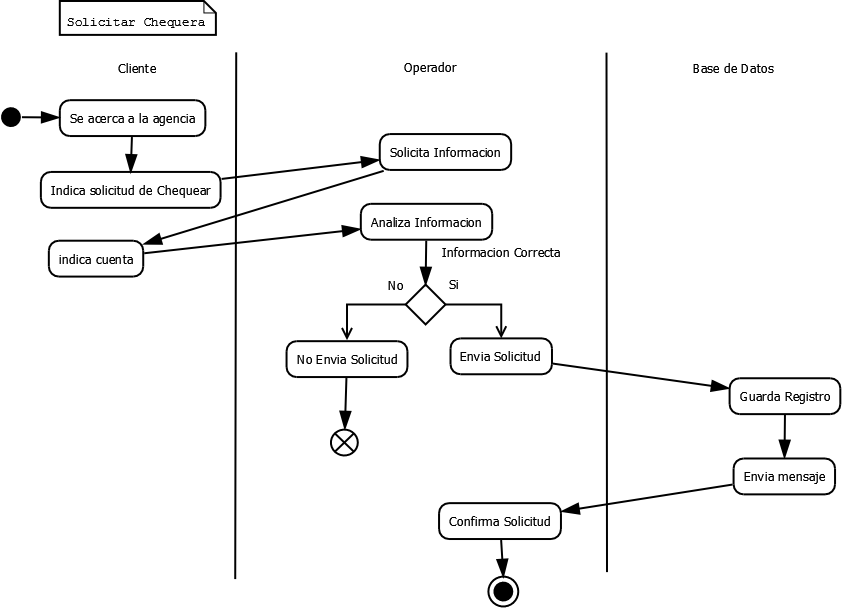 Solicitar Chequera
Cliente
Operador
Base de Datos
Se acerca a la agencia
Solicita Informacion
Indica solicitud de Chequear
Analiza Informacion
indica cuenta
Informacion Correcta
No
Si
No Envia Solicitud
Envia Solicitud
Guarda Registro
Envia mensaje
Confirma Solicitud